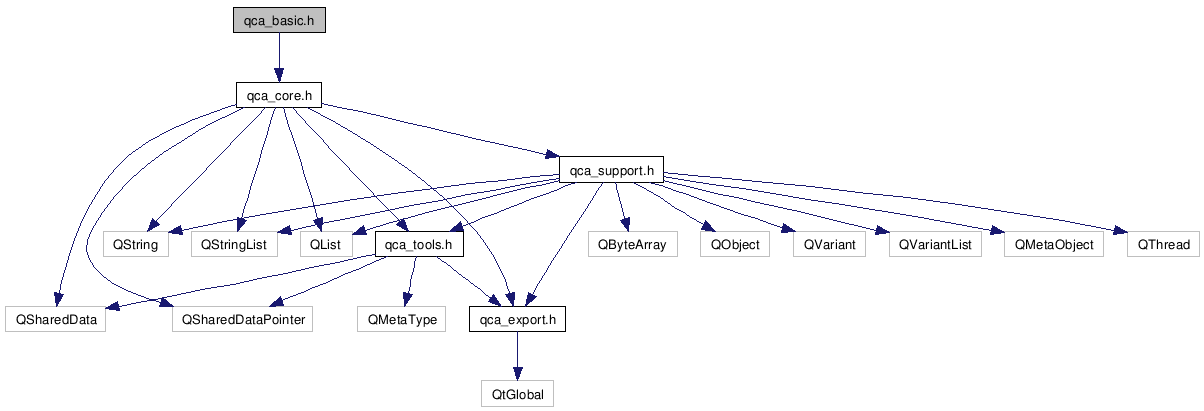 qca_basic.h
qca_core.h
qca_support.h
QString
QStringList
QList
qca_tools.h
QByteArray
QObject
QVariant
QVariantList
QMetaObject
QThread
QSharedData
QSharedDataPointer
QMetaType
qca_export.h
QtGlobal